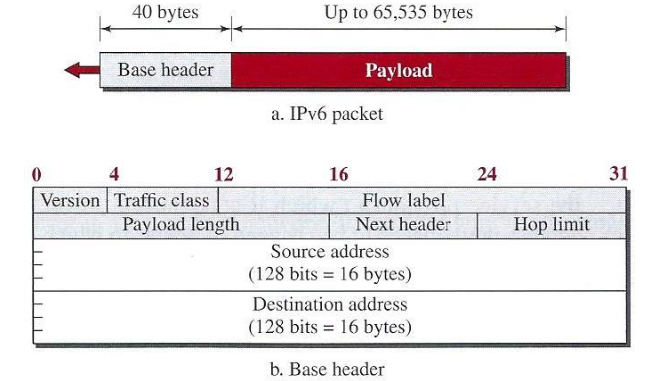 40 bytes Up to 65,535 bytes
Base header Payload
a. IPv6 packet
0 4 12 16 24 31
Version Traffic class Flow label
Payload length Next header Hop limit
Source address
(128 bits = 16 bytes)
Destination address
(128 bits = 16 bytes)
b. Base header